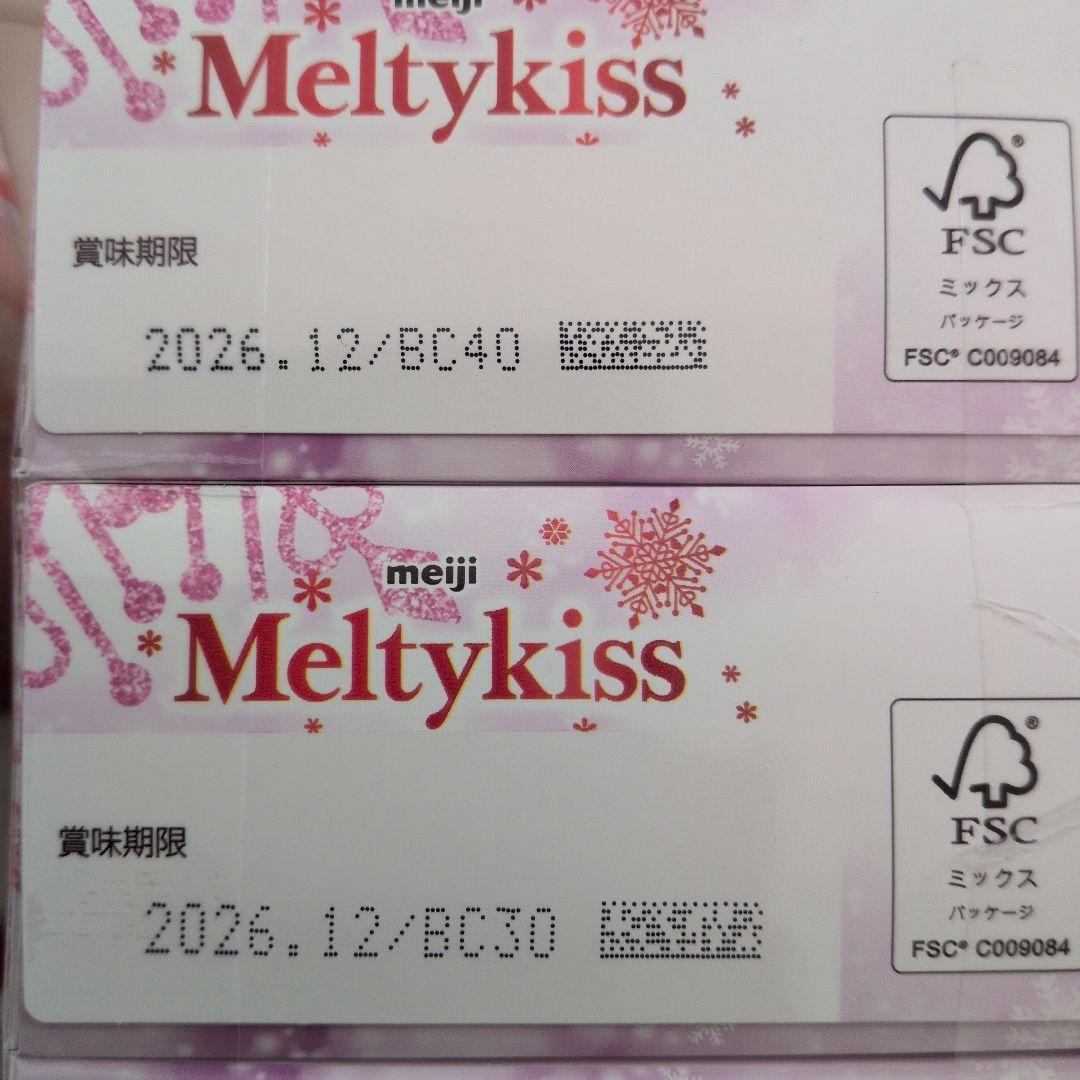 meiji
Meltykiss
賞味期限
2026.12/BC40
FSC®
ミックス
パッケージ
FSC® C009084
meiji
Meltykiss
賞味期限
2026.12/BC30
FSC®
ミックス
パッケージ
FSC® C009084